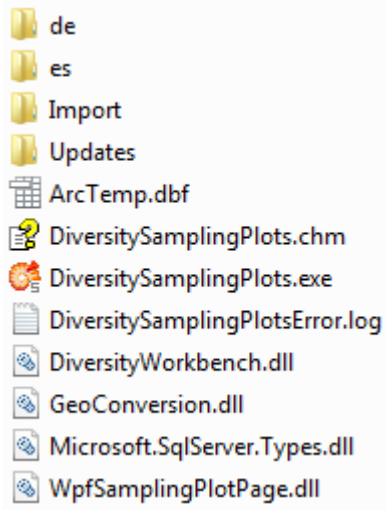 de
es
Import
Updates
ArcTemp.dbf
DiversitySamplingPlots.chm
DiversitySamplingPlots.exe
DiversitySamplingPlotsError.log
DiversityWorkbench.dll
GeoConversion.dll
Microsoft.SqlServer.Types.dll
WpfSamplingPlotPage.dll